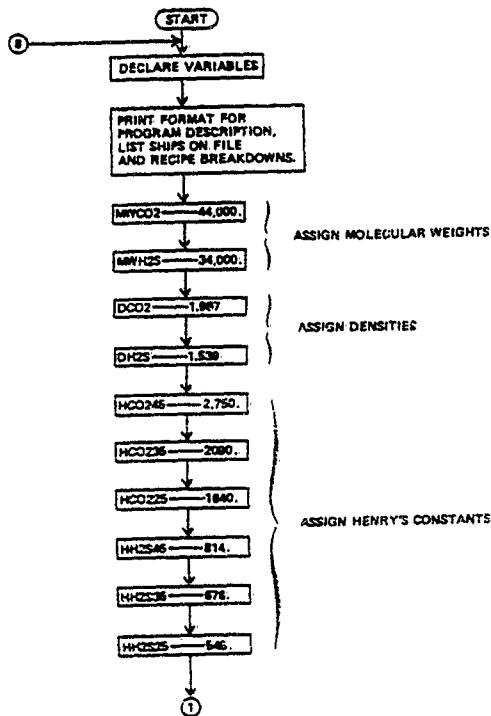 START
8
DECLARE VARIABLES
PRINT FORMAT FOR
PROGRAM DESCRIPTION,
LIST SHIPS ON FILE
AND RECIPE BREAKDOWNS.
MWCO2 44,000.
MWH2S 34,000.
ASSIGN MOLECULAR WEIGHTS
DCO2 1.967
DH2S 1.539
ASSIGN DENSITIES
HCO245 2,750.
HCO235 2090.
HCO225 1640.
HH2S45 814.
HH2S35 676.
HH2S25 545.
ASSIGN HENRY'S CONSTANTS
1